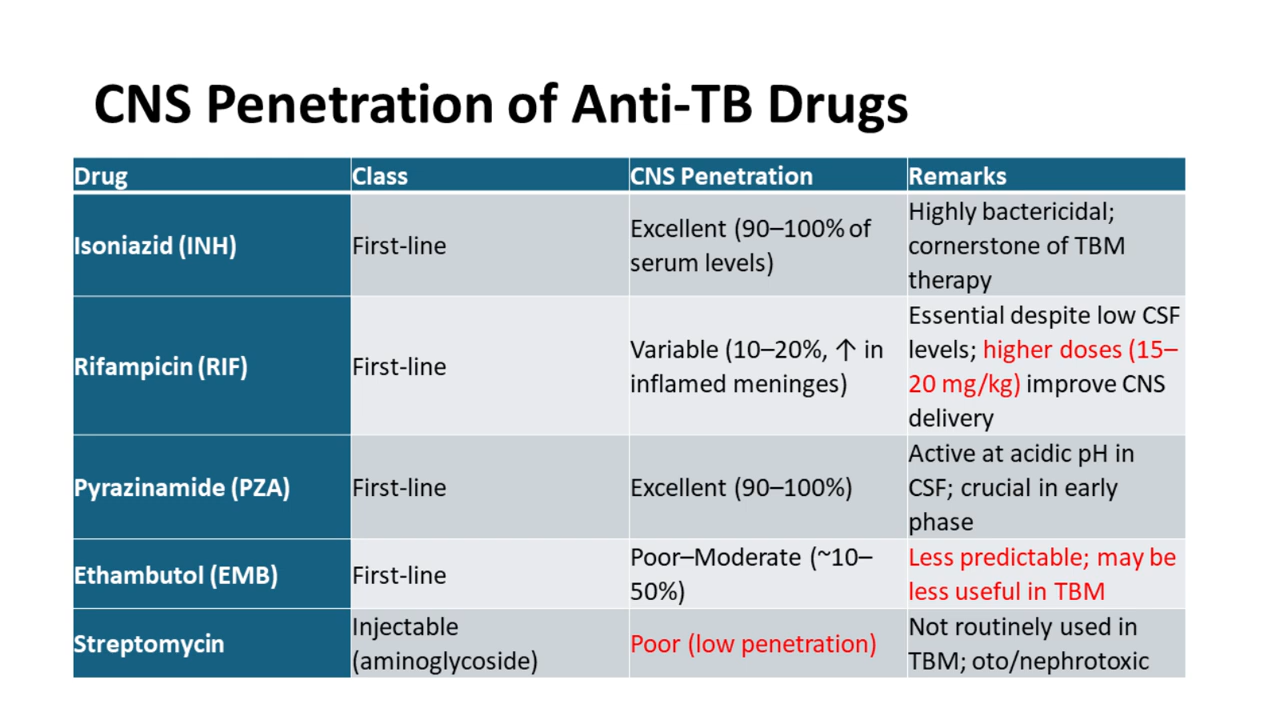 CNS Penetration of Anti-TB Drugs
Drug
Class
CNS Penetration
Remarks
Isoniazid (INH)
First-line
Excellent (90–100% of
serum levels)
Highly bactericidal;
cornerstone of TBM
therapy
Rifampicin (RIF)
First-line
Variable (10–20%, ↑ in
inflamed meninges)
Essential despite low CSF
levels; higher doses (15–
20 mg/kg) improve CNS
delivery
Pyrazinamide (PZA)
First-line
Excellent (90–100%)
Active at acidic pH in
CSF; crucial in early
phase
Ethambutol (EMB)
First-line
Poor–Moderate (~10–
50%)
Less predictable; may be
less useful in TBM
Streptomycin
Injectable
(aminoglycoside)
Poor (low penetration)
Not routinely used in
TBM; oto/nephrotoxic